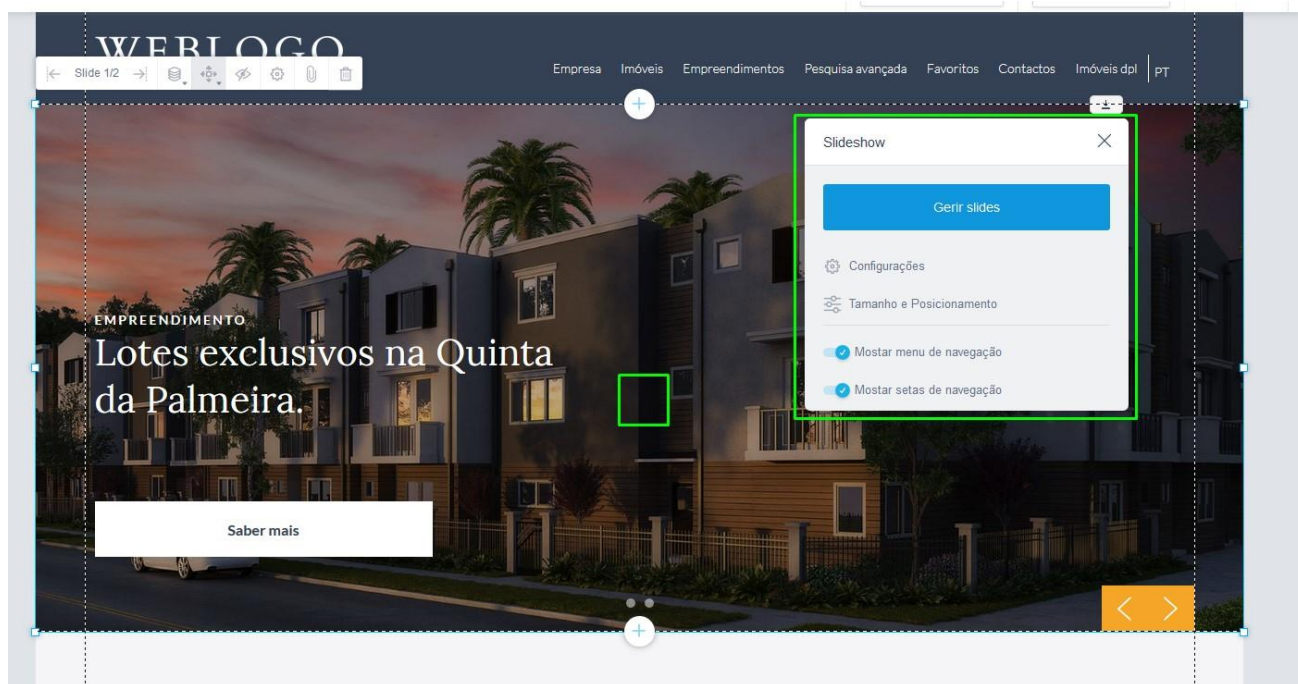 WEBLOGO
Slide 1/2
Empresa Imóveis Empreendimentos Pesquisa avançada Favoritos Contactos Imóveis dpl PT
Slideshow
Gerir slides
Configurações
Tamanho e Posicionamento
Mostar menu de navegação
Mostar setas de navegação
EMPREENDIMENTO
Lotes exclusivos na Quinta
da Palmeira.
Saber mais